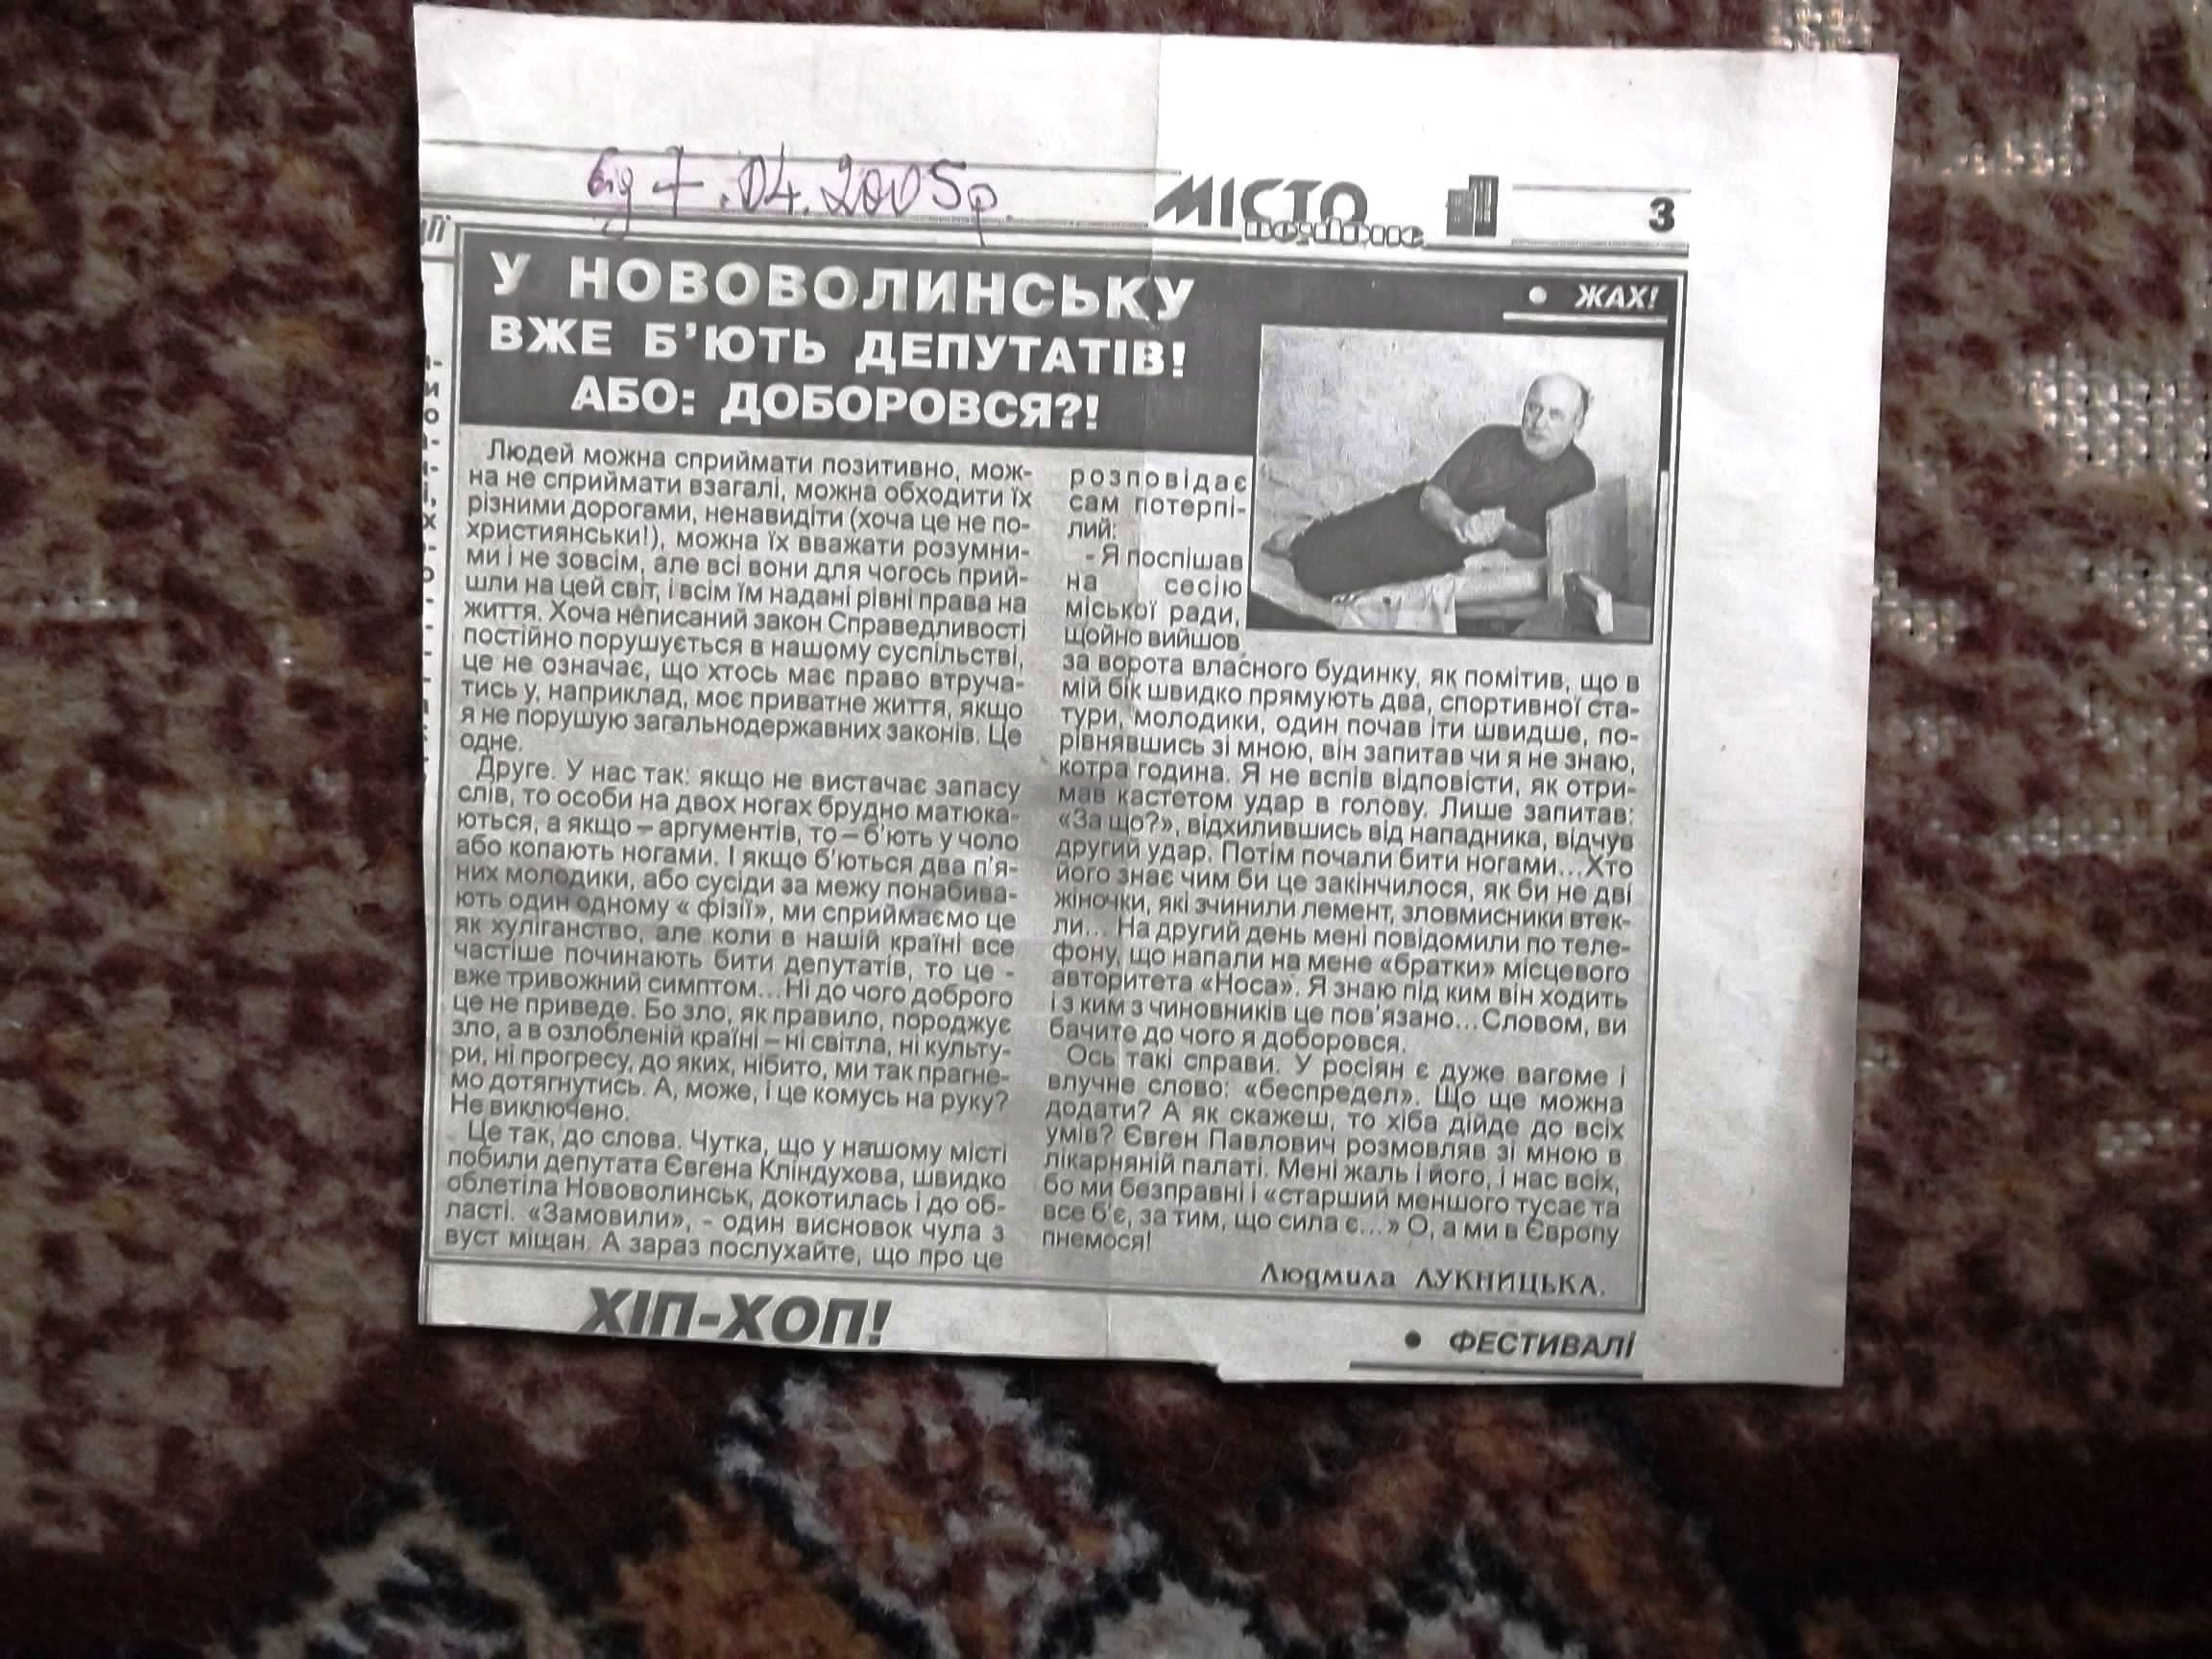 від 7.04.2005р.
МІСТО
3
У НОВОВОЛИНСЬКУ
ВЖЕ Б'ЮТЬ ДЕПУТАТІВ!
АБО: ДОБОРОВСЯ?!
• ЖАХ!
Людей можна сприймати позитивно, мож-
на не сприймати взагалі, можна обходити їх
різними дорогами, ненавидіти (хоча це не по-
християнськи!), можна їх вважати розумни-
ми і не зовсім, але всі вони для чогось прий-
шли на цей світ, і всім їм надані рівні права на
життя. Хоча неписаний закон Справедливості
постійно порушується в нашому суспільстві,
це не означає, що хтось має право втруча-
тись у, наприклад, моє приватне життя, якщо
я не порушую загальнодержавних законів. Це
одне.
Друге. У нас так: якщо не вистачає запасу
слів, то особи на двох ногах брудно матюка-
ються, а якщо – аргументів, то – б'ють у чоло
або копають ногами. І якщо б'ються два п'я-
них молодики, або сусіди за межу понабива-
ють один одному « фізії», ми сприймаємо це
як хуліганство, але коли в нашій країні все
частіше починають бити депутатів, то це -
вже тривожний симптом... Ні до чого доброго
це не приведе. Бо зло, як правило, породжує
зло, а в озлобленій країні – ні світла, ні культу-
ри, ні прогресу, до яких, нібито, ми так прагне-
мо дотягнутись. А, може, і це комусь на руку?
Не виключено.
Це так, до слова. Чутка, що у нашому місті
побили депутата Євгена Кліндухова, швидко
облетіла Нововолинськ, докотилась і до об-
ласті. «Замовили», - один висновок чула з
вуст міщан. А зараз послухайте, що про це
розповідає
сам потерпі-
лий:
- Я поспішав
на сесію
міської ради,
щойно вийшов
за ворота власного будинку, як помітив, що в
мій бік швидко прямують два, спортивної ста-
тури, молодики, один почав іти швидше, по-
рівнявшись зі мною, він запитав чи я не знаю,
котра година. Я не вспів відповісти, як отри-
мав кастетом удар в голову. Лише запитав:
«За що?», відхилившись від нападника, відчув
другий удар. Потім почали бити ногами...Хто
його знає чим би це закінчилося, як би не дві
жіночки, які зчинили лемент, зловмисники втек-
ли... На другий день мені повідомили по теле-
фону, що напали на мене «братки» місцевого
авторитета «Носа». Я знаю під ким він ходить
і з ким з чиновників це пов'язано...Словом, ви
бачите до чого я доборовся.
Ось такі справи. У росіян є дуже вагоме і
влучне слово: «беспредел». Що ще можна
додати? А як скажеш, то хіба дійде до всіх
умів? Євген Павлович розмовляв зі мною в
лікарняній палаті. Мені жаль і його, і нас всіх,
бо ми безправні і «старший меншого тусає та
все б'є, за тим, що сила є...» О, а ми в Європу
пнемося!
Людмила ЛУКНИЦЬКА.
ХІП-ХОП!
• ФЕСТИВАЛІ